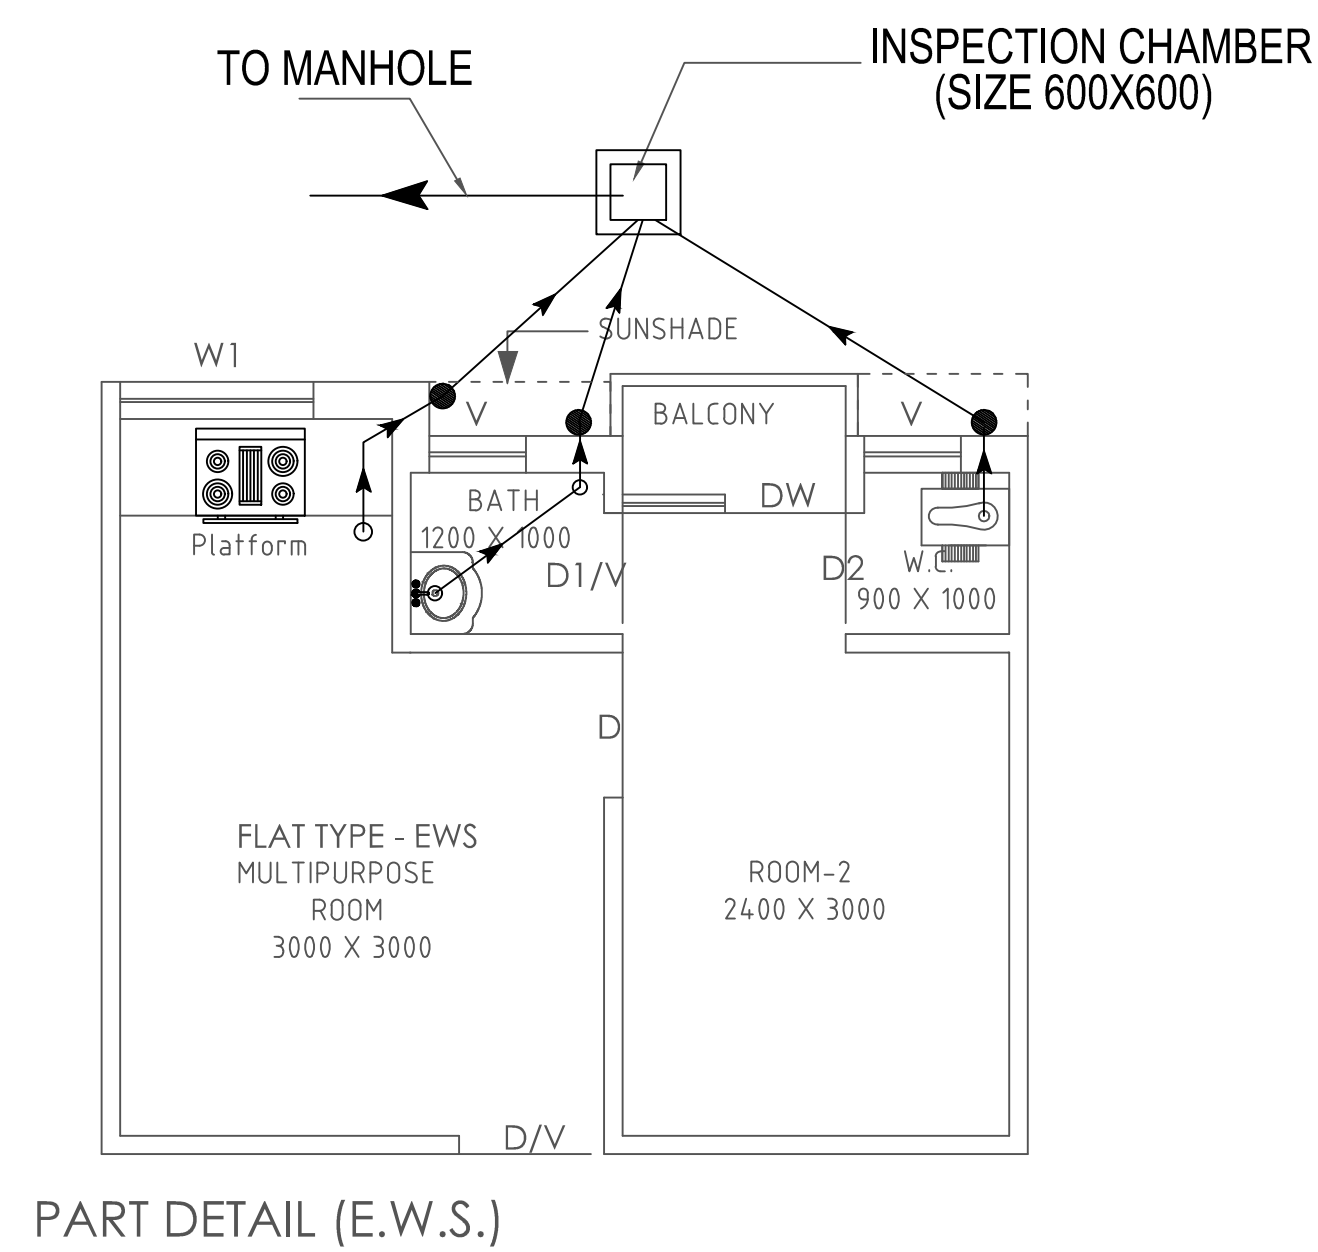 TO MANHOLE
INSPECTION CHAMBER
(SIZE 600X600)
SUNSHADE
W1
V
BALCONY
V
BATH
1200 X 1000
DW
Platform
D1/V
D2
W.C.
900 X 1000
D
FLAT TYPE - EWS
MULTIPURPOSE
ROOM
3000 X 3000
ROOM-2
2400 X 3000
D/V
PART DETAIL (E.W.S.)